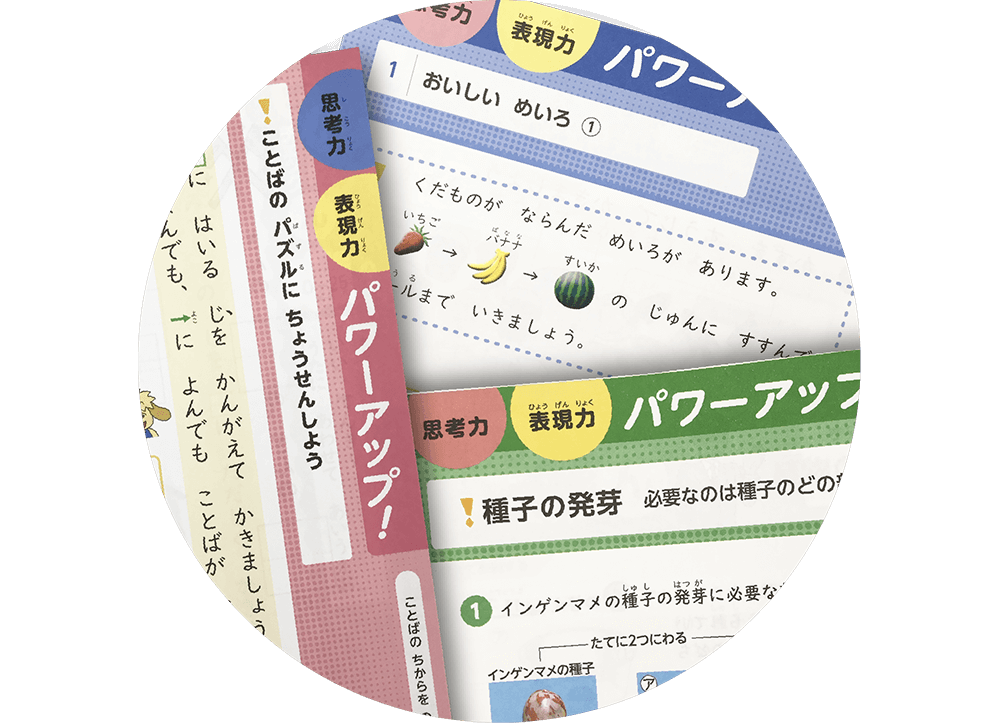 思考力
表現力
パワーア
1 おいしい めいろ ①
くだものが ならんだ めいろが あります。
いちご → バナナ → すいか の じゅんに すすんで
ールまで いきましょう。
思考力
表現力
パワーアップ!
! ことばの パズルに ちょうせんしよう
に はいる じを かんがえて かきましょう
んでも、→に よんでも ことばが
ことばの ちからを
思考力
表現力
パワーアップ
! 種子の発芽 必要なのは種子のどの
1 インゲンマメの種子の発芽に必要な
たてに2つにわる
インゲンマメの種子
ア